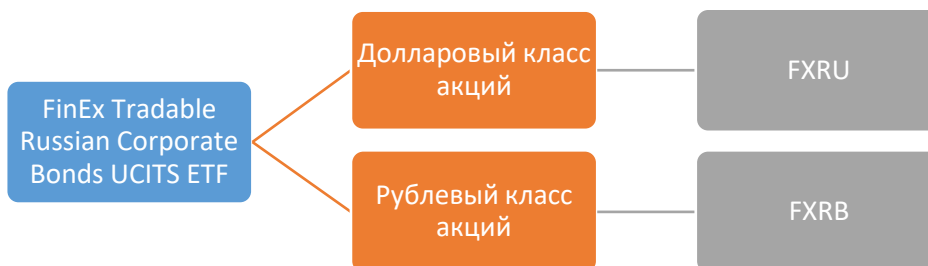 FinEx Tradable
Russian Corporate
Bonds UCITS ETF
Долларовый класс
акций
FXRU
Рублевый класс
акций
FXRB